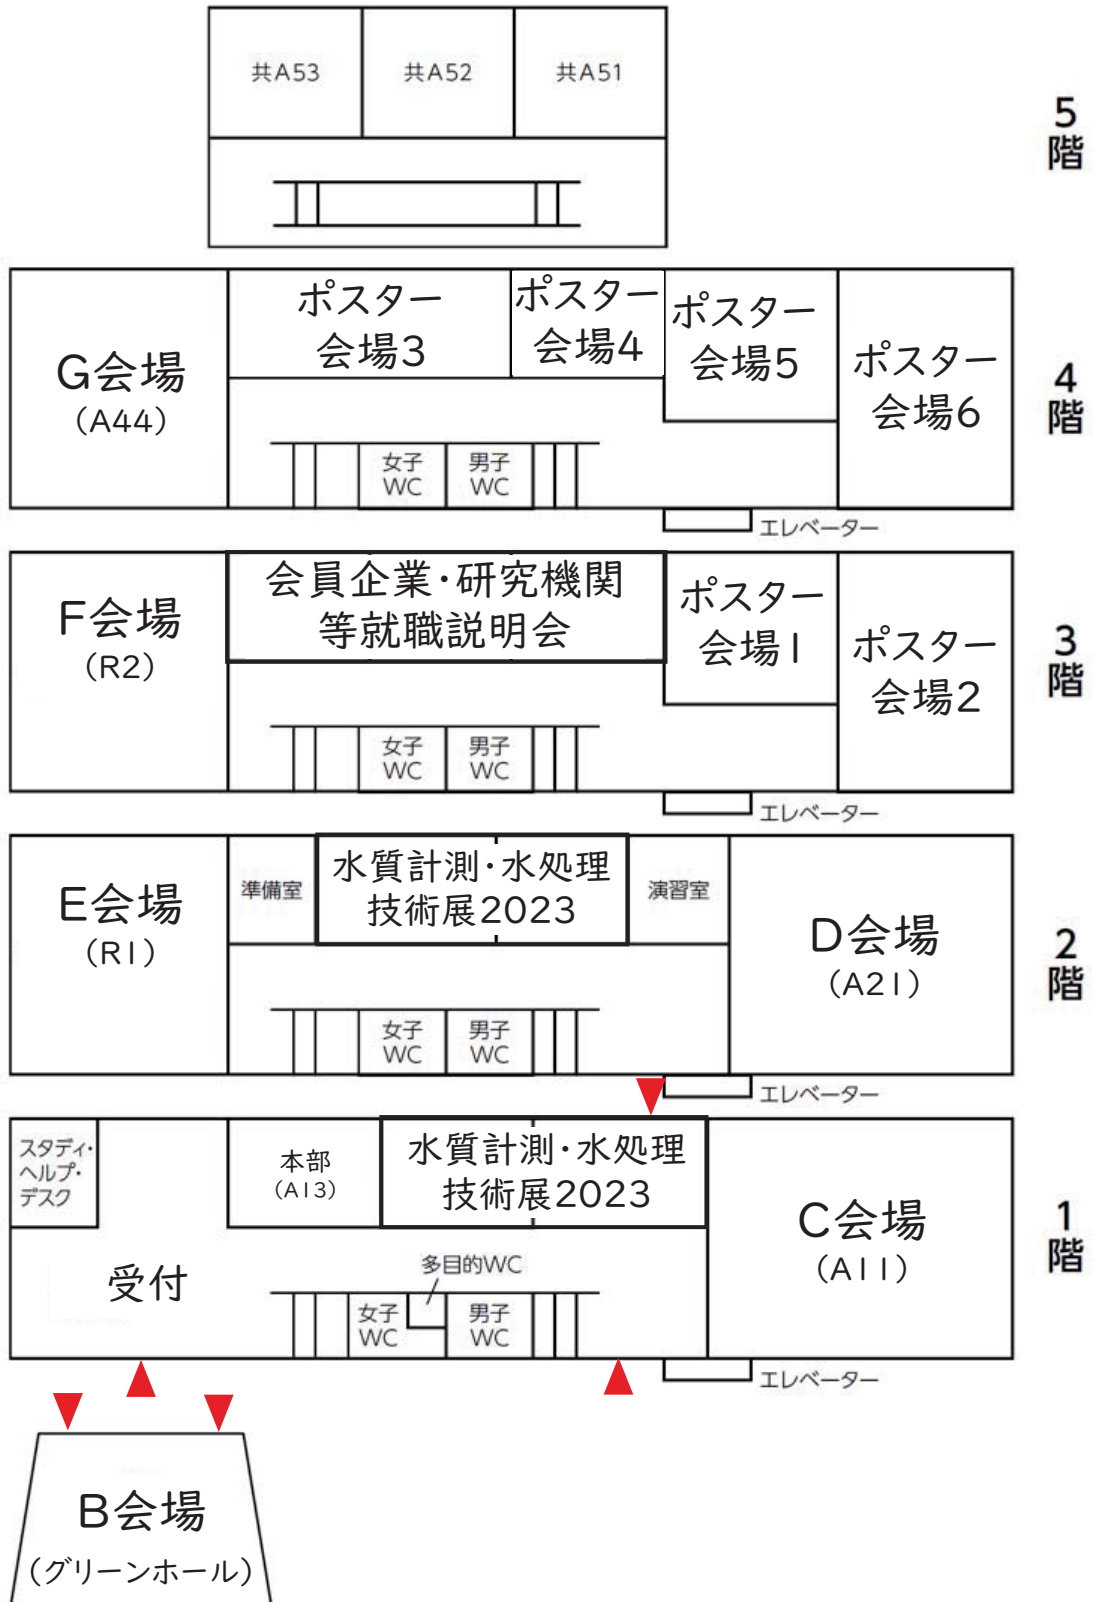 共A53
共A52
共A51
5
階
G会場
(A44)
ポスター
会場3
ポスター
会場4
ポスター
会場5
ポスター
会場6
女子
WC
男子
WC
エレベーター
4
階
F会場
(R2)
会員企業・研究機関
等就職説明会
ポスター
会場1
ポスター
会場2
女子
WC
男子
WC
エレベーター
3
階
E会場
(R1)
準備室
水質計測・水処理
技術展2023
演習室
D会場
(A21)
女子
WC
男子
WC
エレベーター
2
階
スタディ・
ヘルプ・
デスク
本部
(A13)
水質計測・水処理
技術展2023
C会場
(A11)
受付
多目的WC
女子
WC
男子
WC
エレベーター
1
階
B会場
(グリーンホール)